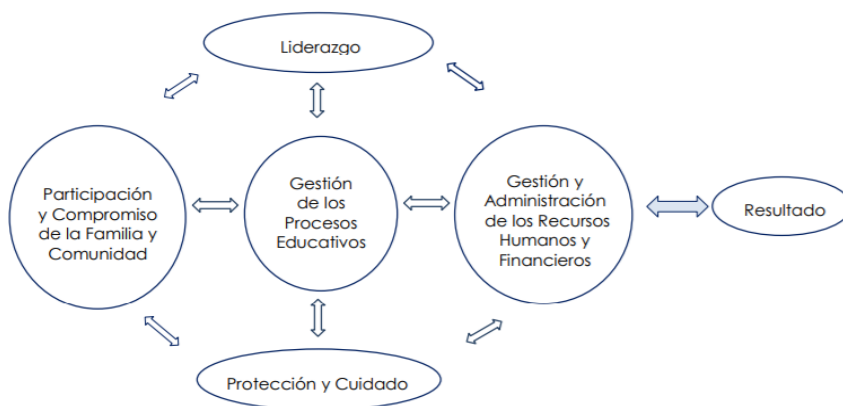 Liderazgo
Participación
y Compromiso
de la Familia y
Comunidad
Gestión
de los
Procesos
Educativos
Gestión y
Administración
de los Recursos
Humanos y
Financieros
Resultado
Protección y Cuidado